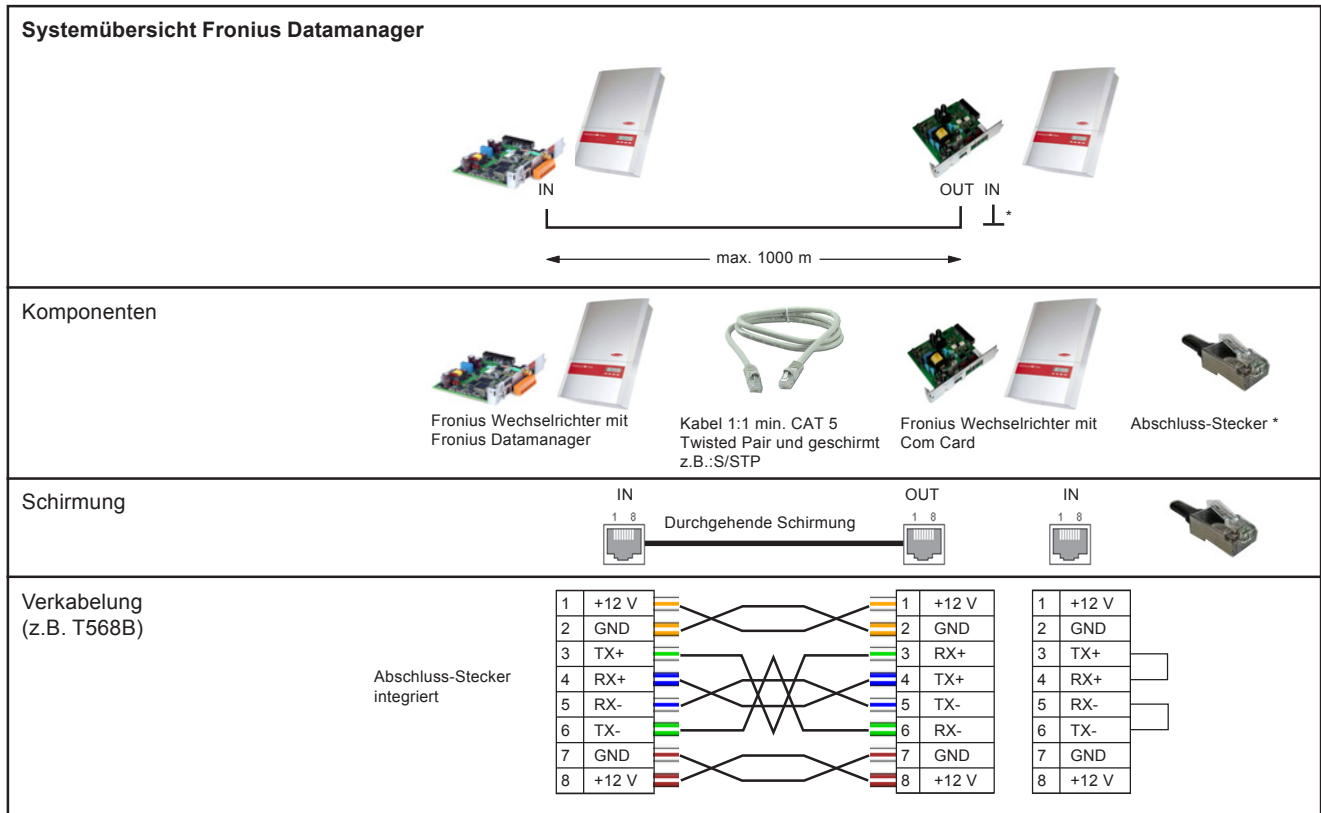 Systemübersicht Fronius Datamanager
IN
OUT IN
*
max. 1000 m
Komponenten
Fronius Wechselrichter mit
Fronius Datamanager
Kabel 1:1 min. CAT 5
Twisted Pair und geschirmt
z.B.:S/STP
Fronius Wechselrichter mit
Com Card
Abschluss-Stecker *
Schirmung
IN
1 8
Durchgehende Schirmung
OUT
1 8
IN
1 8
Verkabelung
(z.B. T568B)
Abschluss-Stecker
integriert
1 +12 V
2 GND
3 TX+
4 RX+
5 RX-
6 TX-
7 GND
8 +12 V
1 +12 V
2 GND
3 RX+
4 TX+
5 TX-
6 RX-
7 GND
8 +12 V
1 +12 V
2 GND
3 TX+
4 RX+
5 RX-
6 TX-
7 GND
8 +12 V